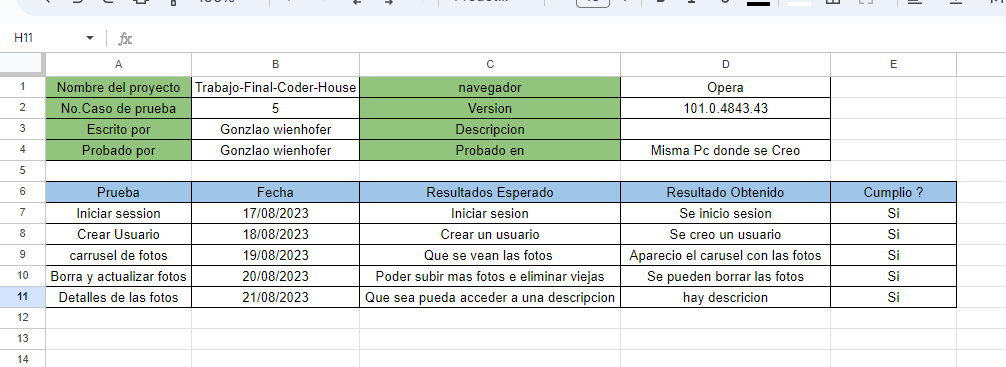 H11 fx
A B C D E
1 Nombre del proyecto Trabajo-Final-Coder-House navegador Opera
2 No.Caso de prueba 5 Version 101.0.4843.43
3 Escrito por Gonzlao wienhofer Descripcion
4 Probado por Gonzlao wienhofer Probado en Misma Pc donde se Creo
5
6 Prueba Fecha Resultados Esperado Resultado Obtenido Cumplio ?
7 Iniciar session 17/08/2023 Iniciar sesion Se inicio sesion Si
8 Crear Usuario 18/08/2023 Crear un usuario Se creo un usuario Si
9 carrusel de fotos 19/08/2023 Que se vean las fotos Aparecio el carusel con las fotos Si
10 Borra y actualizar fotos 20/08/2023 Poder subir mas fotos e eliminar viejas Se pueden borrar las fotos Si
11 Detalles de las fotos 21/08/2023 Que sea pueda acceder a una descripcion hay descricion Si
12
13
14